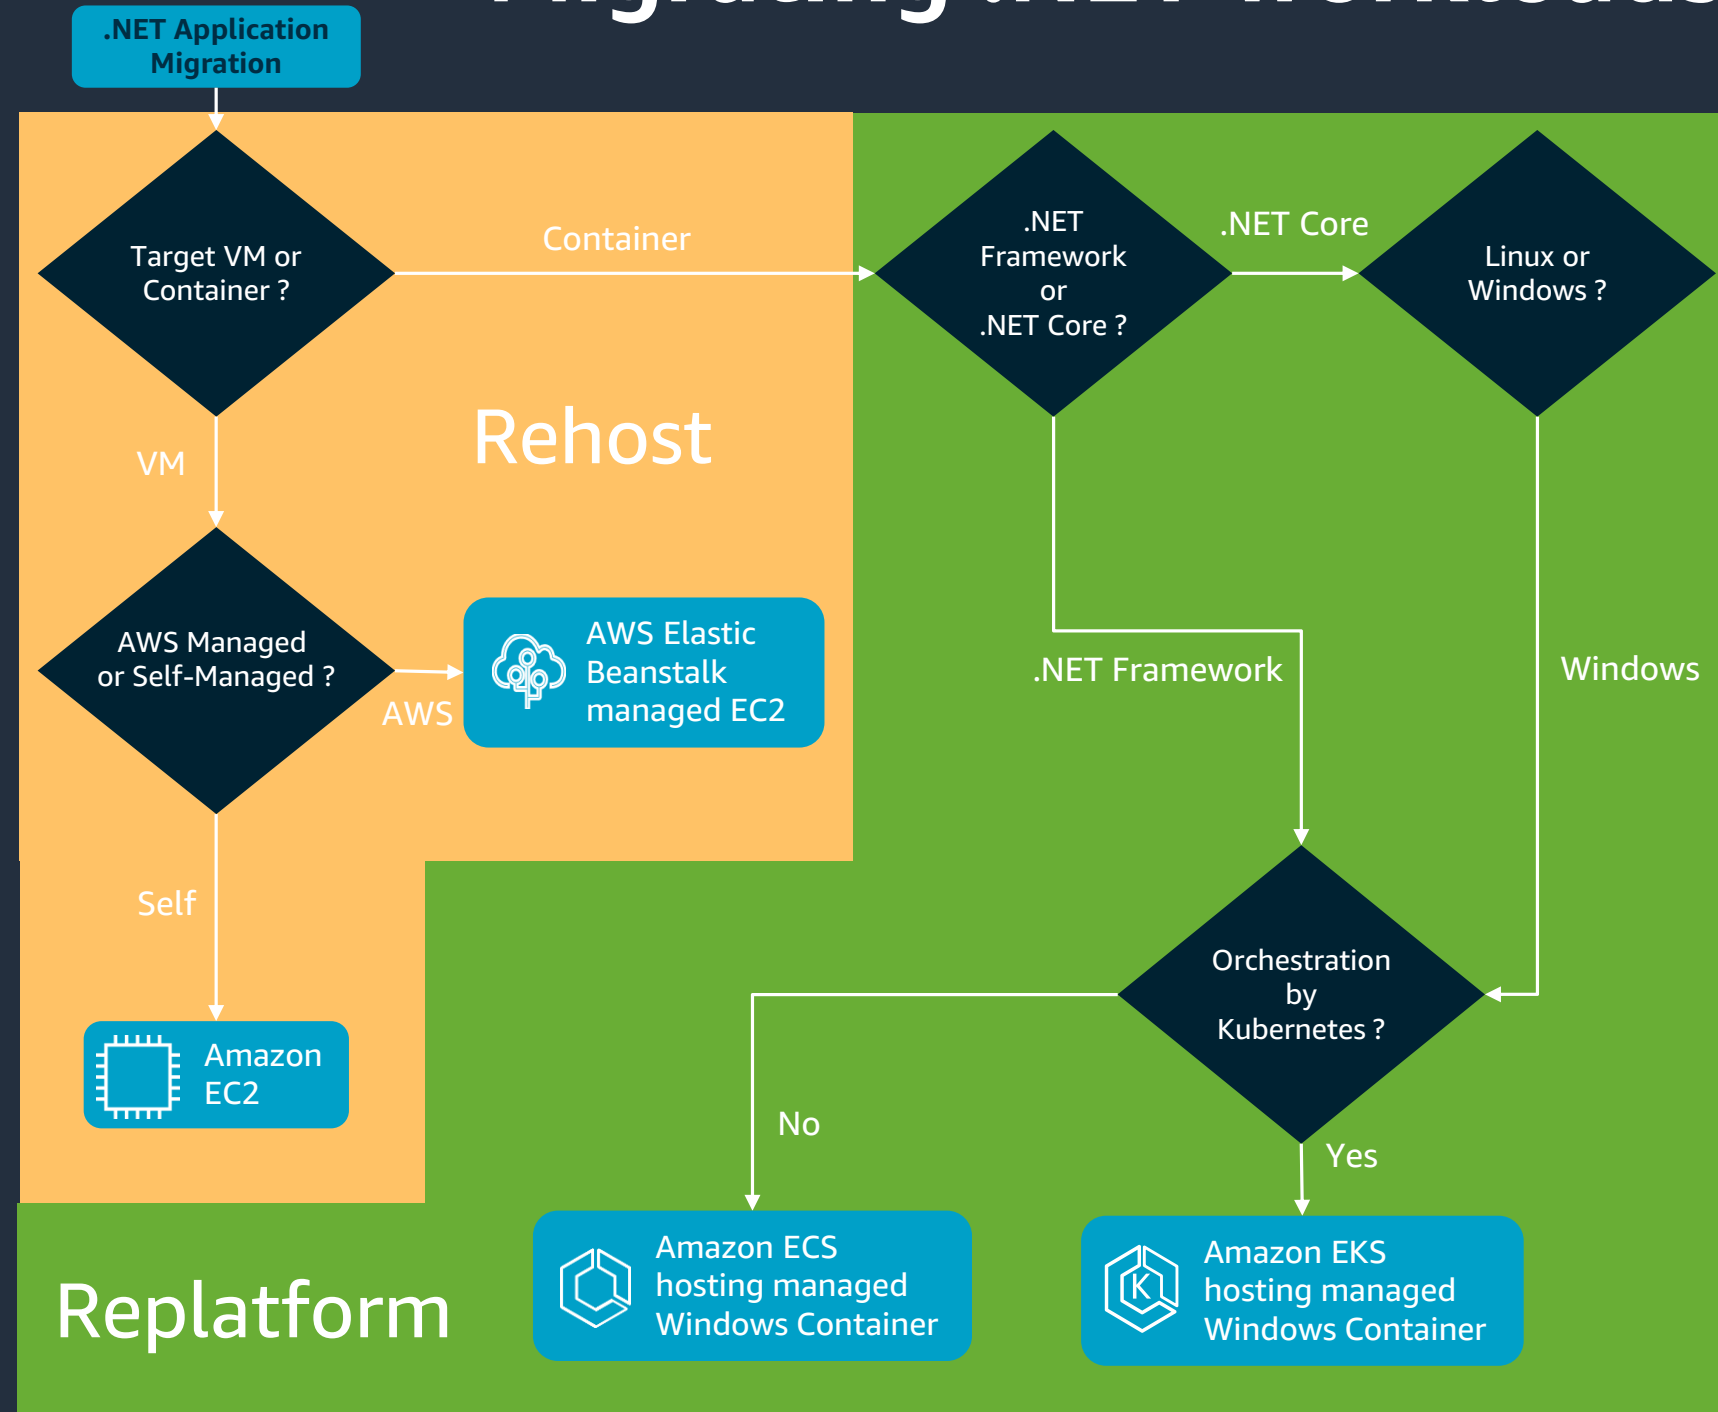 .NET Application
Migration
Target VM or
Container ?
Container
.NET
Framework
or
.NET Core ?
.NET Core
Linux or
Windows ?
Rehost
VM
AWS Managed
or Self-Managed ?
AWS
AWS Elastic
Beanstalk
managed EC2
.NET Framework
Windows
Self
Amazon
EC2
Orchestration
by
Kubernetes ?
No
Yes
Replatform
Amazon ECS
hosting managed
Windows Container
K
Amazon EKS
hosting managed
Windows Container